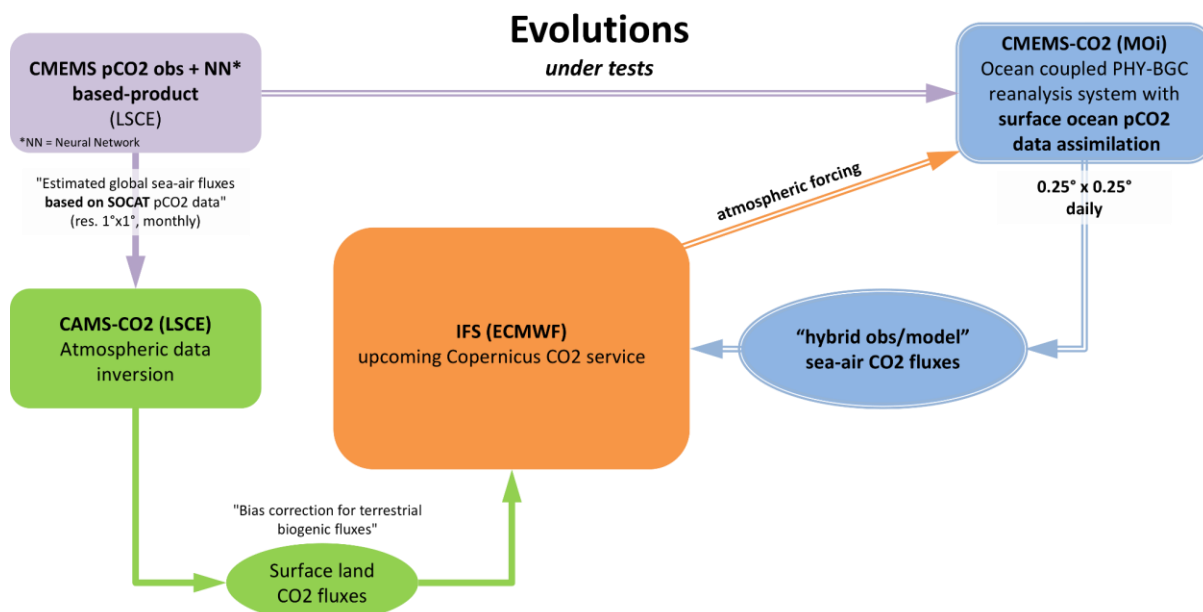 Evolutions
under tests
CMEMS pCO2 obs + NN*
based-product
(LSCE)
*NN = Neural Network
CMEMS-CO2 (MOi)
Ocean coupled PHY-BGC
reanalysis system with
surface ocean pCO2
data assimilation
"Estimated global sea-air fluxes
based on SOCAT pCO2 data"
(res. 1°x1°, monthly)
atmospheric forcing
0.25° x 0.25°
daily
CAMS-CO2 (LSCE)
Atmospheric data
inversion
IFS (ECMWF)
upcoming Copernicus CO2 service
“hybrid obs/model”
sea-air CO2 fluxes
"Bias correction for terrestrial
biogenic fluxes"
Surface land
CO2 fluxes